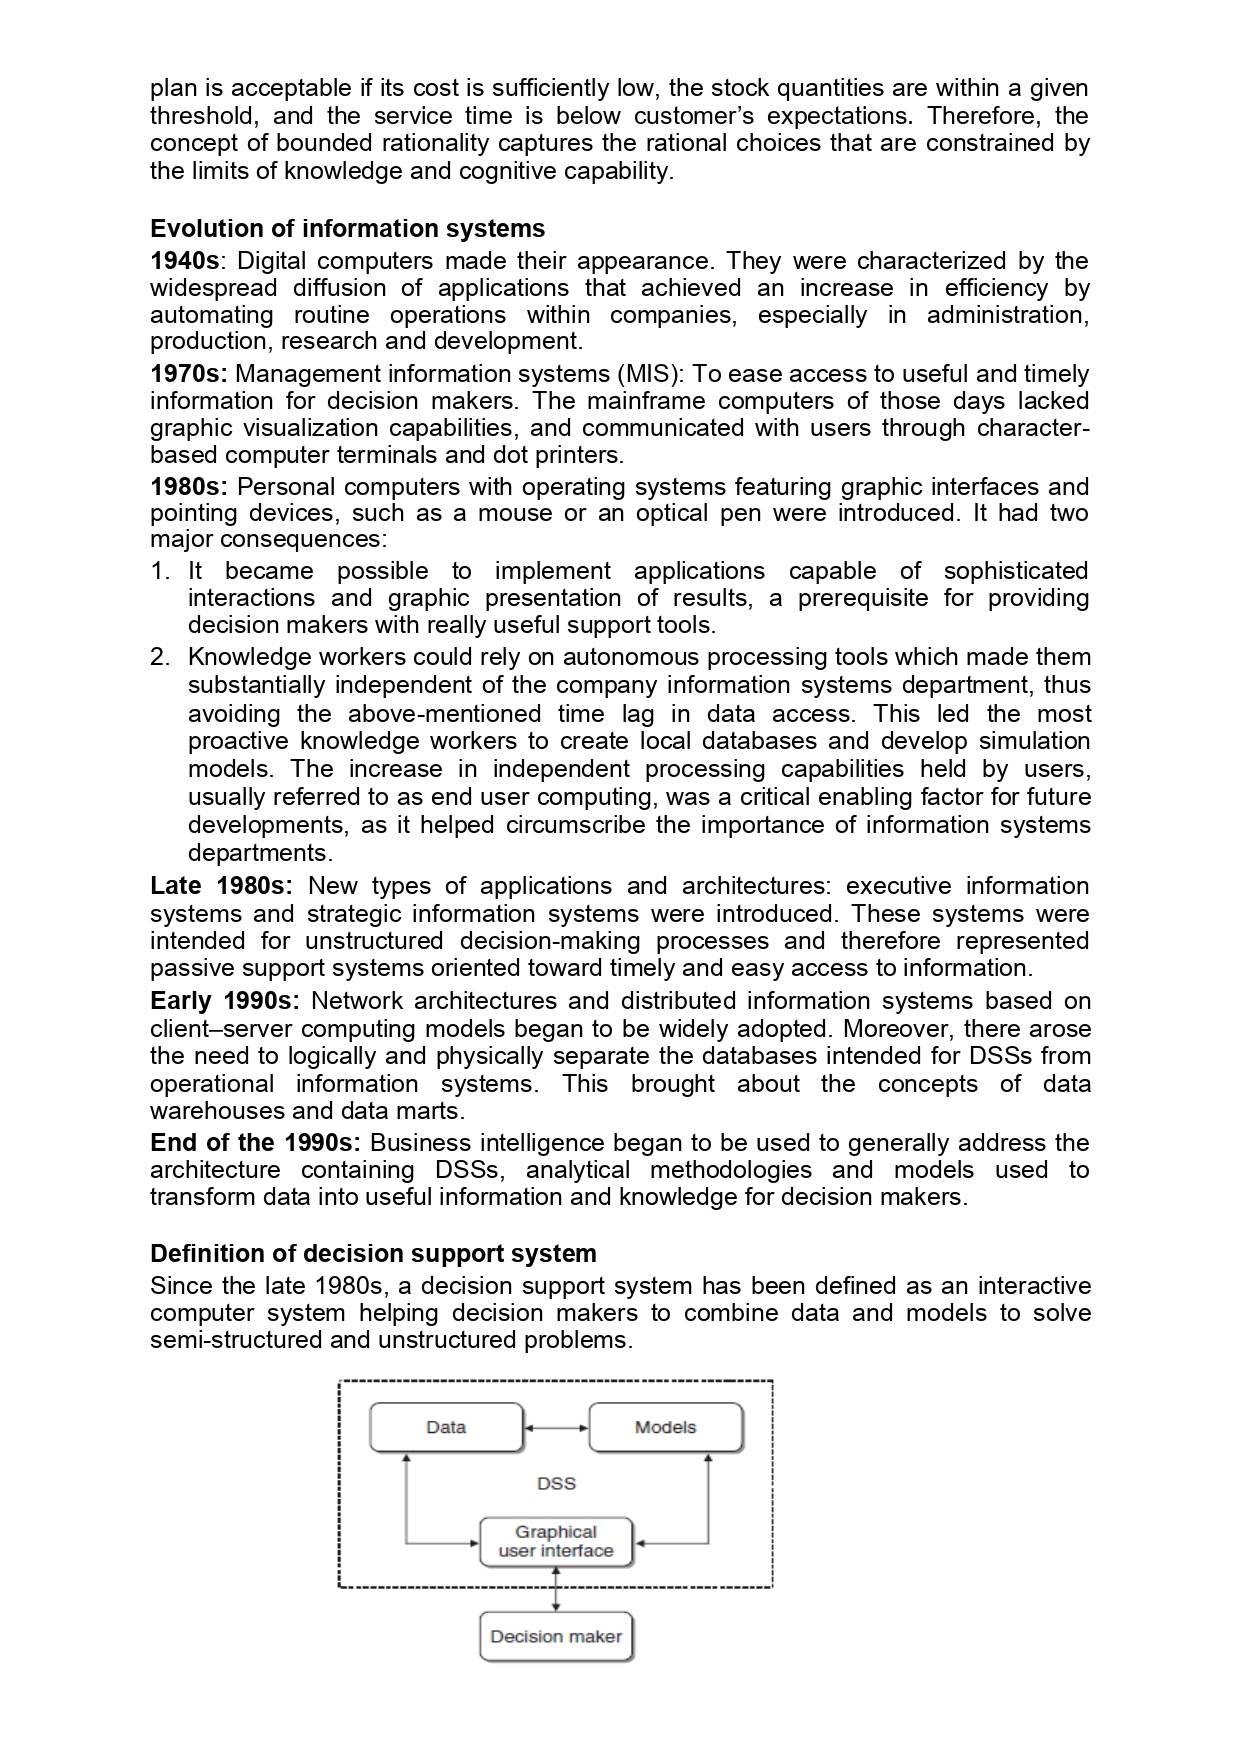 plan is acceptable if its cost is sufficiently low, the stock quantities are within a given
threshold, and the service time is below customer’s expectations. Therefore, the
concept of bounded rationality captures the rational choices that are constrained by
the limits of knowledge and cognitive capability.
Evolution of information systems
1940s: Digital computers made their appearance. They were characterized by the
widespread diffusion of applications that achieved an increase in efficiency by
automating routine operations within companies, especially in administration,
production, research and development.
1970s: Management information systems (MIS): To ease access to useful and timely
information for decision makers. The mainframe computers of those days lacked
graphic visualization capabilities, and communicated with users through character-
based computer terminals and dot printers.
1980s: Personal computers with operating systems featuring graphic interfaces and
pointing devices, such as a mouse or an optical pen were introduced. It had two
major consequences:
1. It became possible to implement applications capable of sophisticated
interactions and graphic presentation of results, a prerequisite for providing
decision makers with really useful support tools.
2. Knowledge workers could rely on autonomous processing tools which made them
substantially independent of the company information systems department, thus
avoiding the above-mentioned time lag in data access. This led the most
proactive knowledge workers to create local databases and develop simulation
models. The increase in independent processing capabilities held by users,
usually referred to as end user computing, was a critical enabling factor for future
developments, as it helped circumscribe the importance of information systems
departments.
Late 1980s: New types of applications and architectures: executive information
systems and strategic information systems were introduced. These systems were
intended for unstructured decision-making processes and therefore represented
passive support systems oriented toward timely and easy access to information.
Early 1990s: Network architectures and distributed information systems based on
client–server computing models began to be widely adopted. Moreover, there arose
the need to logically and physically separate the databases intended for DSSs from
operational information systems. This brought about the concepts of data
warehouses and data marts.
End of the 1990s: Business intelligence began to be used to generally address the
architecture containing DSSs, analytical methodologies and models used to
transform data into useful information and knowledge for decision makers.
Definition of decision support system
Since the late 1980s, a decision support system has been defined as an interactive
computer system helping decision makers to combine data and models to solve
semi-structured and unstructured problems.
Data
Models
DSS
Graphical
user interface
Decision maker